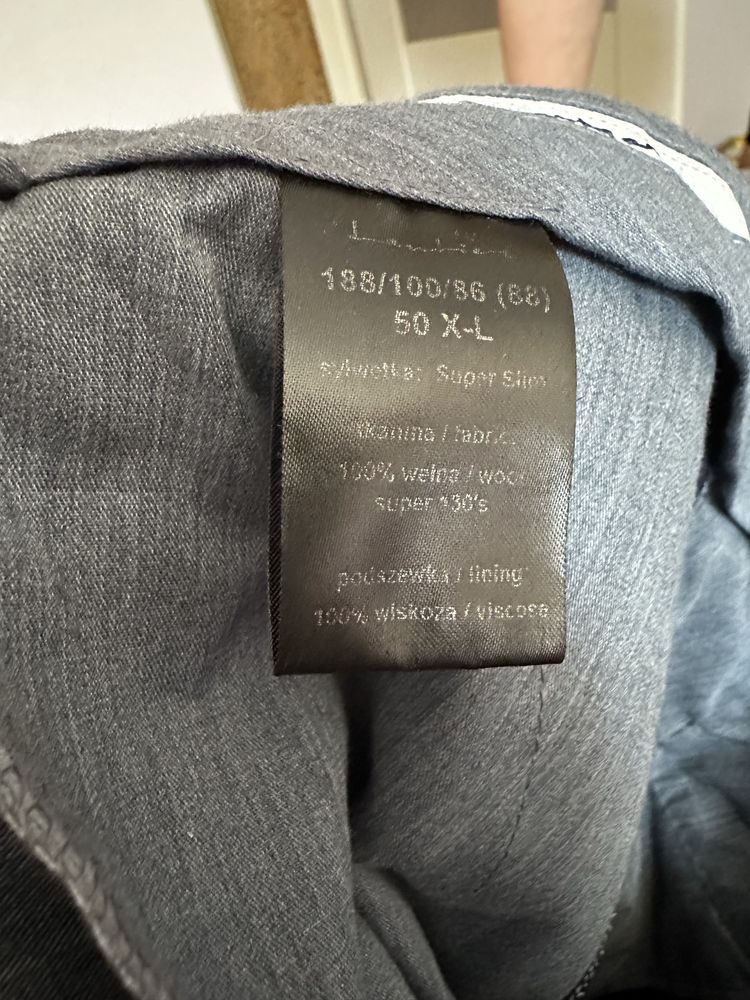 188/100/86 (88)
50 X-L
sylwetka: Super Slim
tkanina / fabric:
100% wełna / wool
super 130's
podszewka / lining
100% wiskoza / viscose